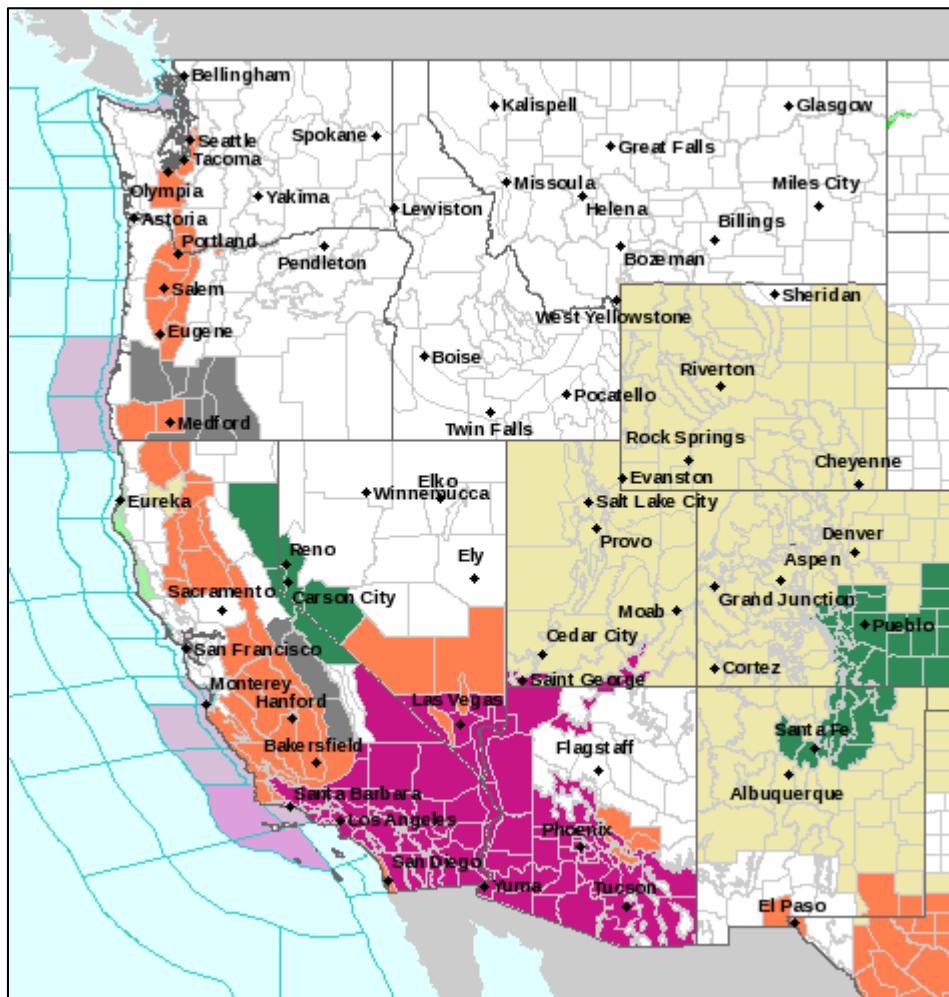 Bellingham
Kalispell
Glasgow
Spokane
Seattle
Great Falls
Tacoma
Missoula
Miles City
Olympia
Yakima
Helena
Lewiston
Astoria
Billings
Portland
Pendleton
Bozeman
Salem
Sheridan
West Yellowstone
Eugene
Boise
Riverton
Pocatello
Medford
Twin Falls
Rock Springs
Cheyenne
Elko
Evanston
Winnemucca
Eureka
Salt Lake City
Provo
Denver
Reno
Ely
Aspen
Sacramento
Carson City
Grand Junction
Moab
Pueblo
San Francisco
Cedar City
Cortez
Saint George
Monterey
Las Vegas
Hanford
Santa Fe
Bakersfield
Flagstaff
Albuquerque
Santa Barbara
Los Angeles
Phoenix
San Diego
Yuma
Tucson
El Paso